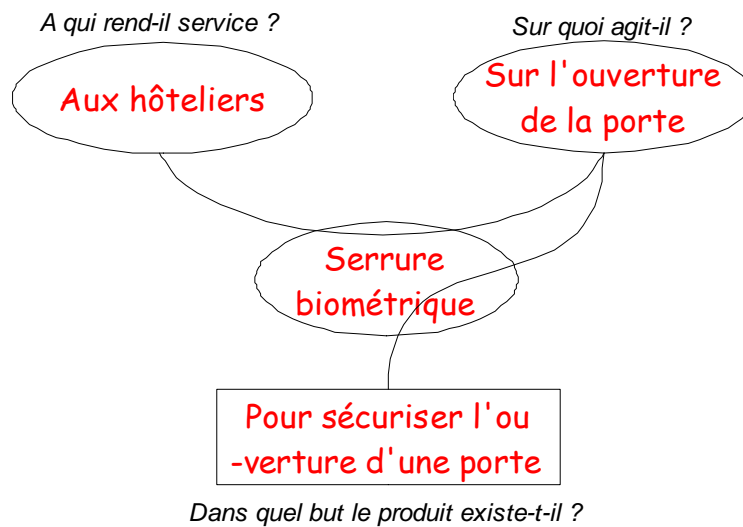 A qui rend-il service ?
Sur quoi agit-il ?
Aux hôteliers
Sur l'ouverture
de la porte
Serrure
biométrique
Pour sécuriser l'ou
-verture d'une porte
Dans quel but le produit existe-t-il ?